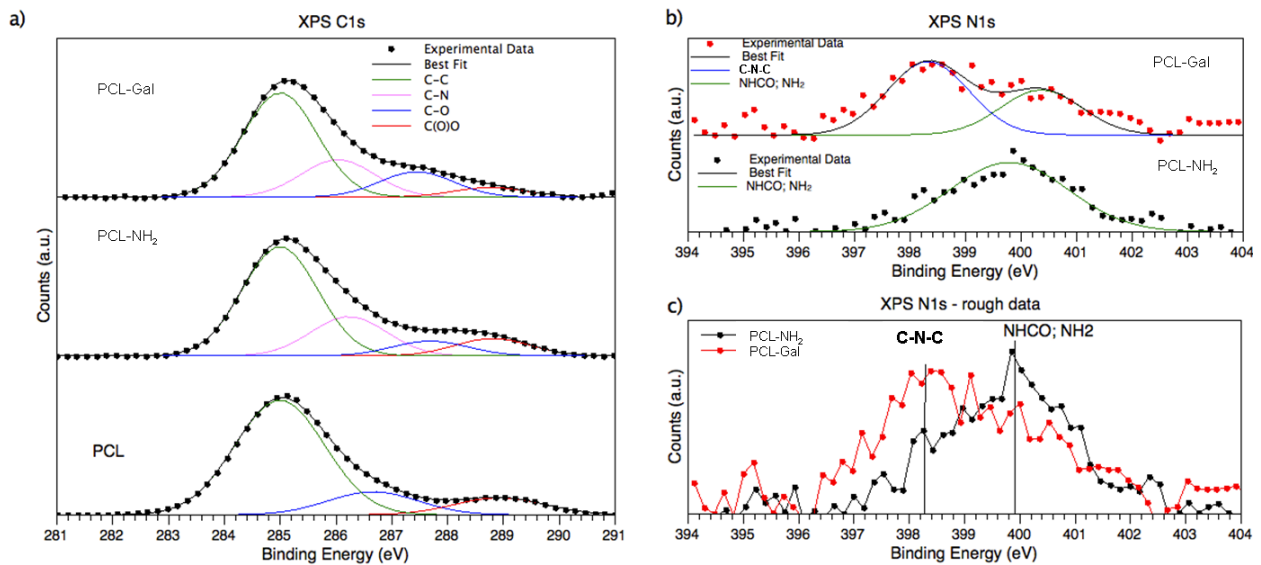 a)
XPS C1s
Experimental Data
Best Fit
C–C
C–N
C–O
C(O)O
PCL-Gal
PCL-NH₂
PCL
Counts (a.u.)
281 282 283 284 285 286 287 288 289 290 291
Binding Energy (eV)
b)
XPS N1s
Experimental Data
Best Fit
C-N-C
NHCO; NH₂
PCL-Gal
Experimental Data
Best Fit
NHCO; NH₂
PCL-NH₂
Counts (a.u.)
394 395 396 397 398 399 400 401 402 403 404
Binding Energy (eV)
c)
XPS N1s - rough data
PCL-NH₂
PCL-Gal
C-N-C
NHCO; NH2
Counts (a.u.)
394 395 396 397 398 399 400 401 402 403 404
Binding Energy (eV)